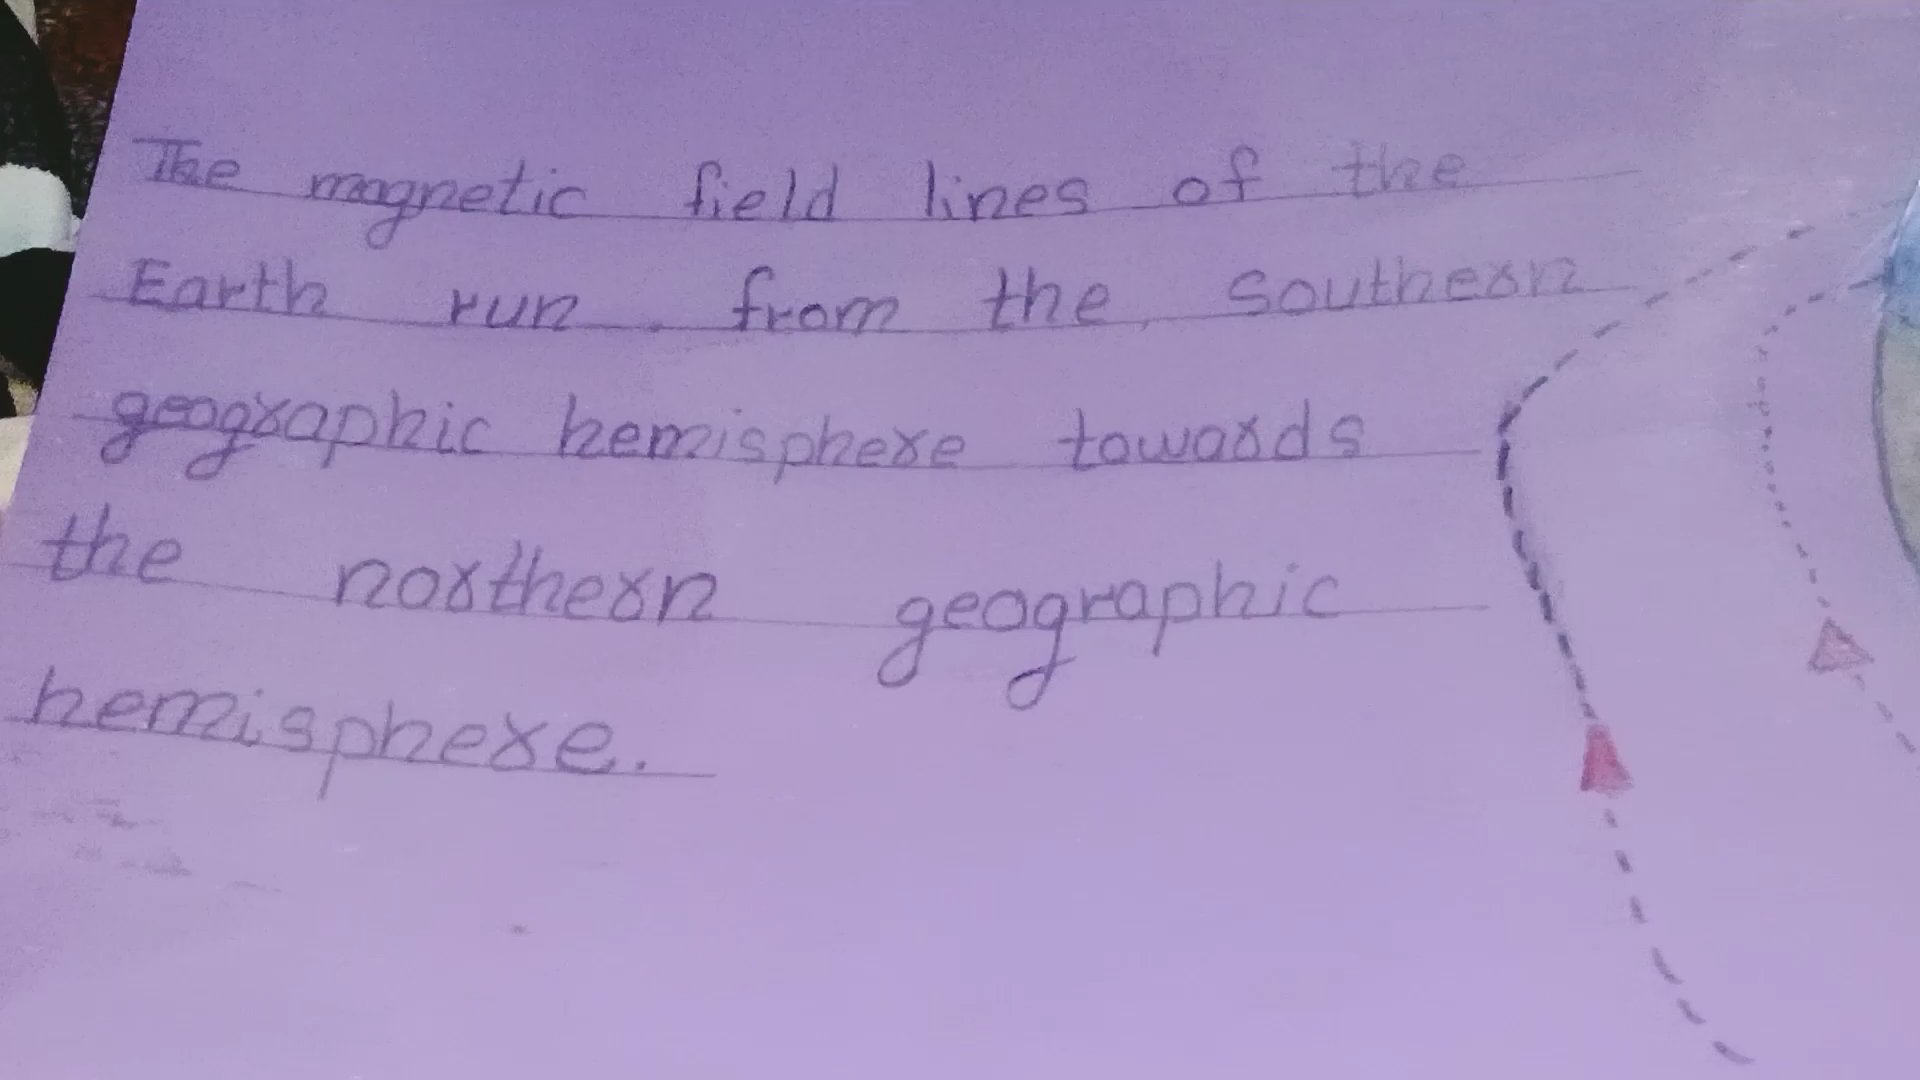 The magnetic field lines of the
Earth run from the southern
geographic hemisphere towards
the northern geographic
hemisphere.